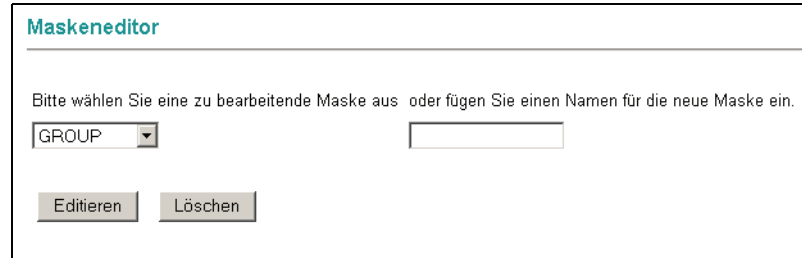 Maskeneditor
Bitte wählen Sie eine zu bearbeitende Maske aus oder fügen Sie einen Namen für die neue Maske ein.
GROUP
Editieren Löschen